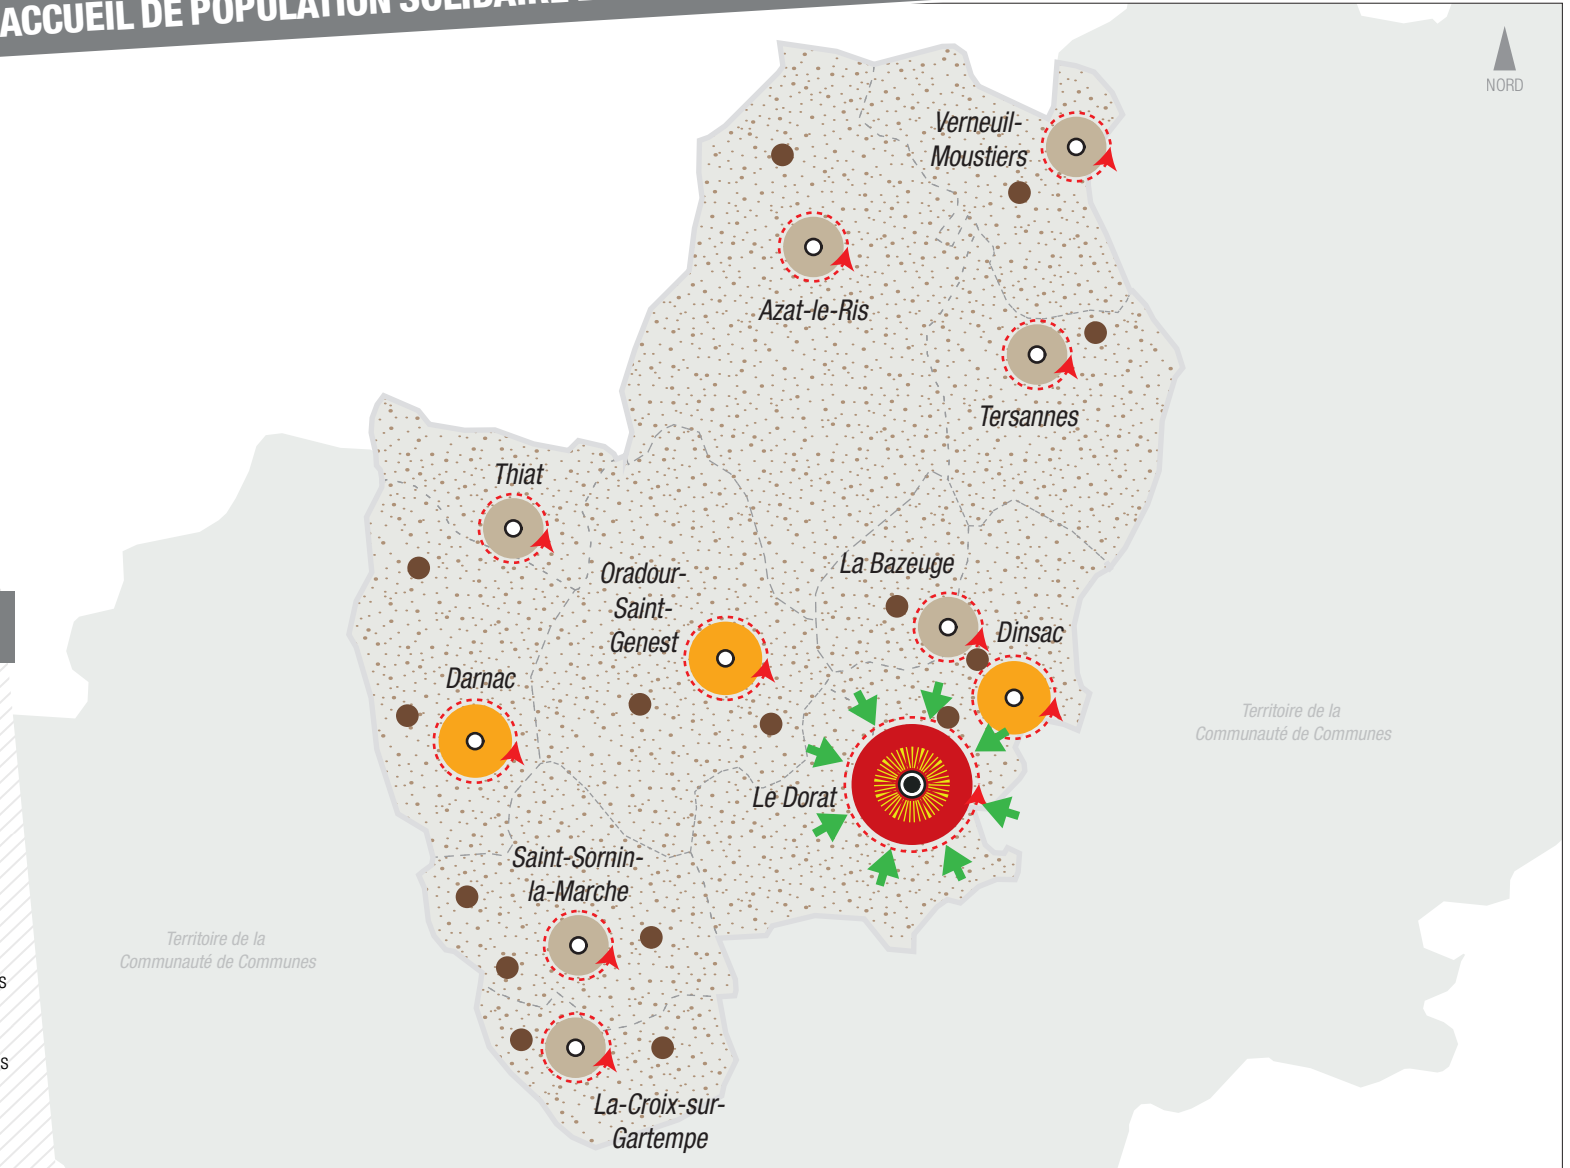 ACCUEIL DE POPULATION SOLIDAIRE
NORD
Verneuil-
Moustiers
Azat-le-Ris
Tersannes
Thiat
Oradour-
Saint-
Genest
La Bazeuge
Dinsac
Darnac
Territoire de la
Communauté de Communes
Le Dorat
Saint-Sornin-
la-Marche
Territoire de la
Communauté de Communes
s
s
La-Croix-sur-
Gartempe